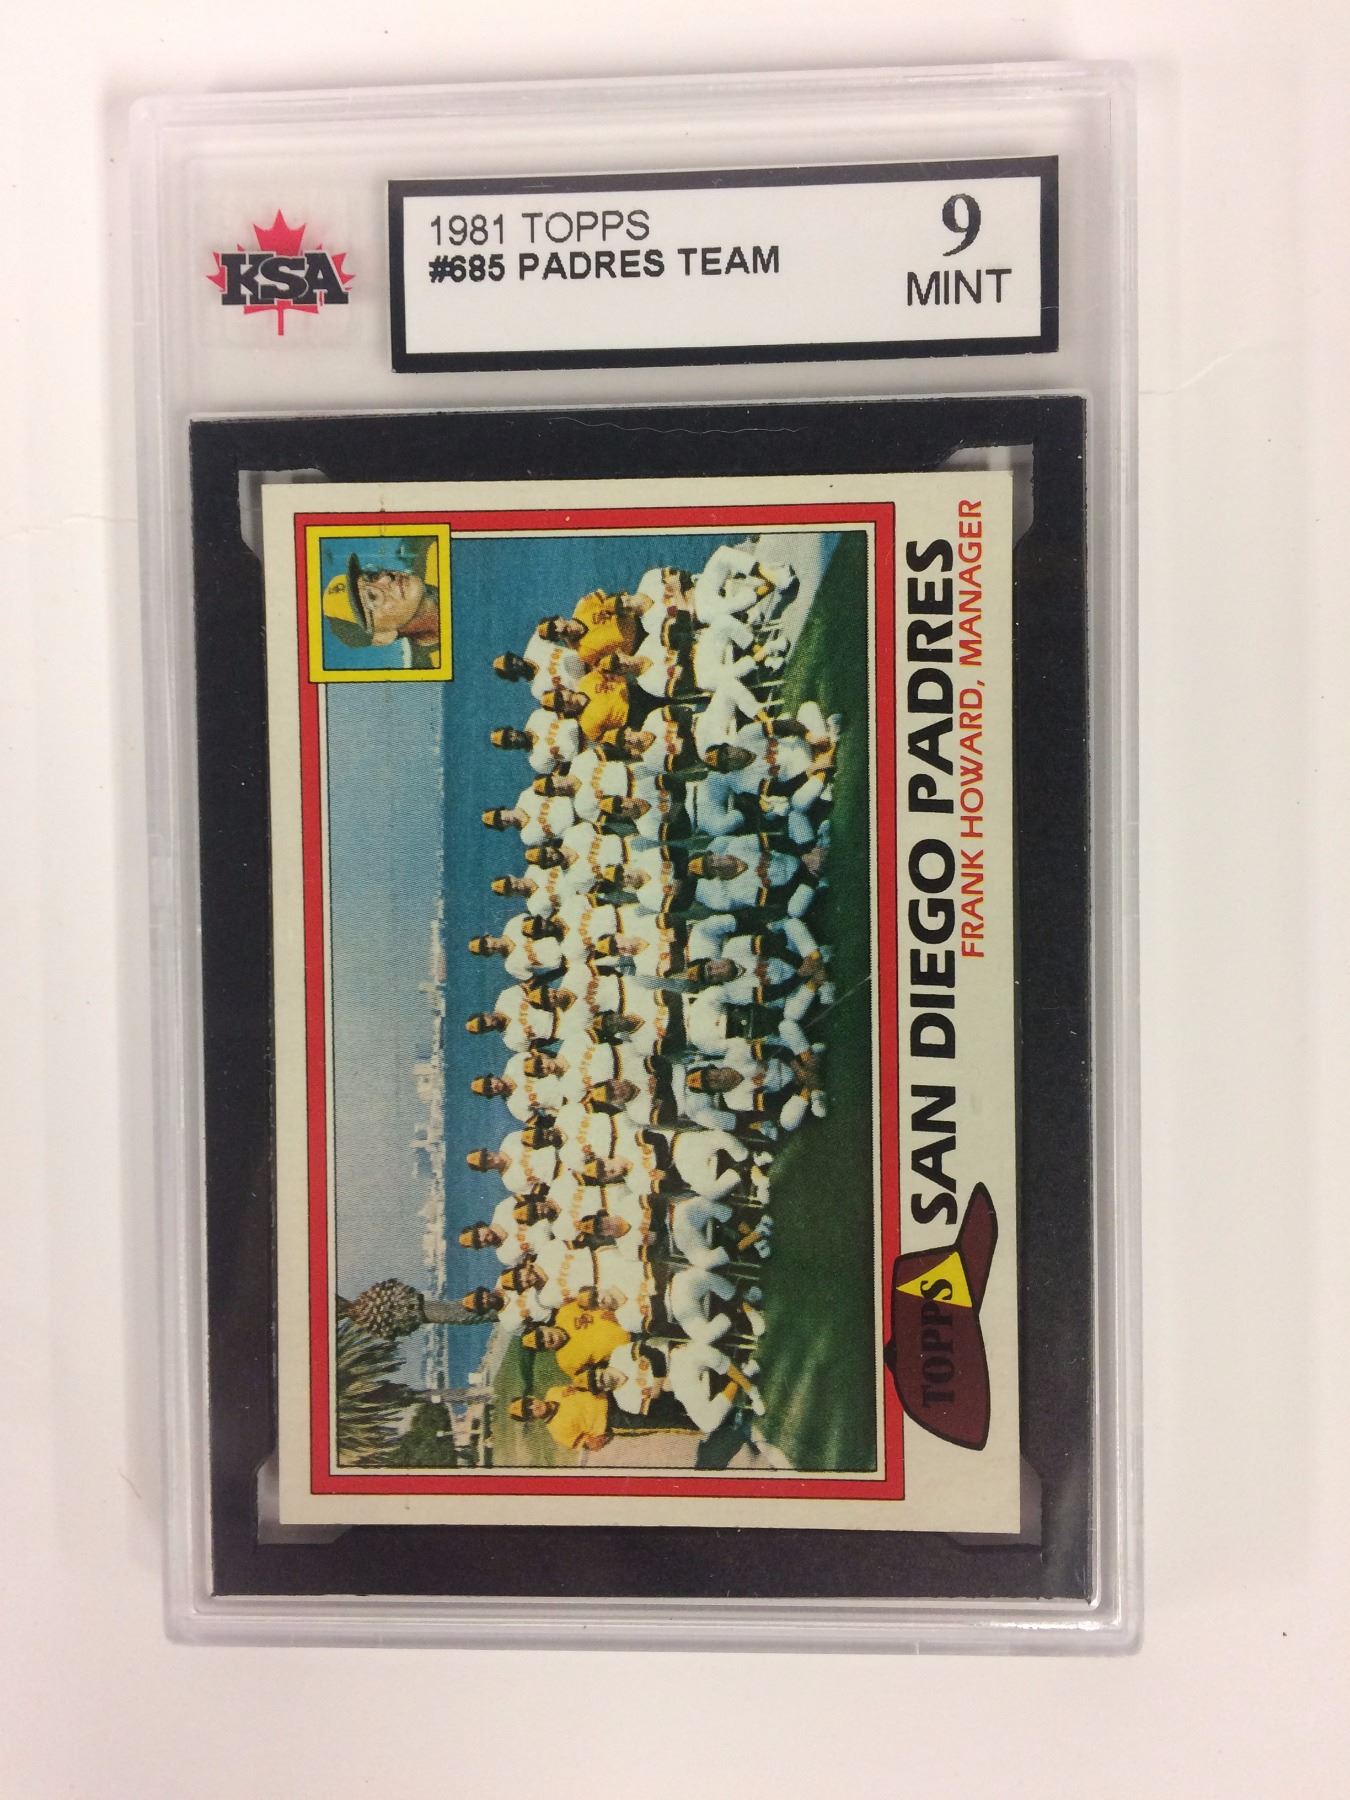 KSA
1981 TOPPS
#685 PADRES TEAM
9
MINT
TOPPS
SAN DIEGO PADRES
FRANK HOWARD, MANAGER